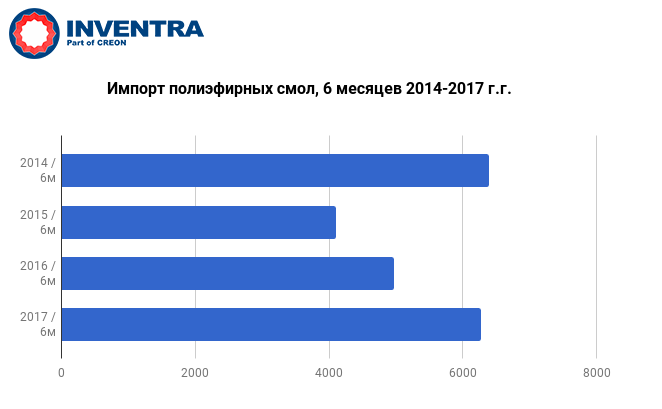 INVENTRA
Part of CREON
Импорт полиэфирных смол, 6 месяцев 2014-2017 г.г.
2014 /
6м
2015 /
6м
2016 /
6м
2017 /
6м
0 2000 4000 6000 8000